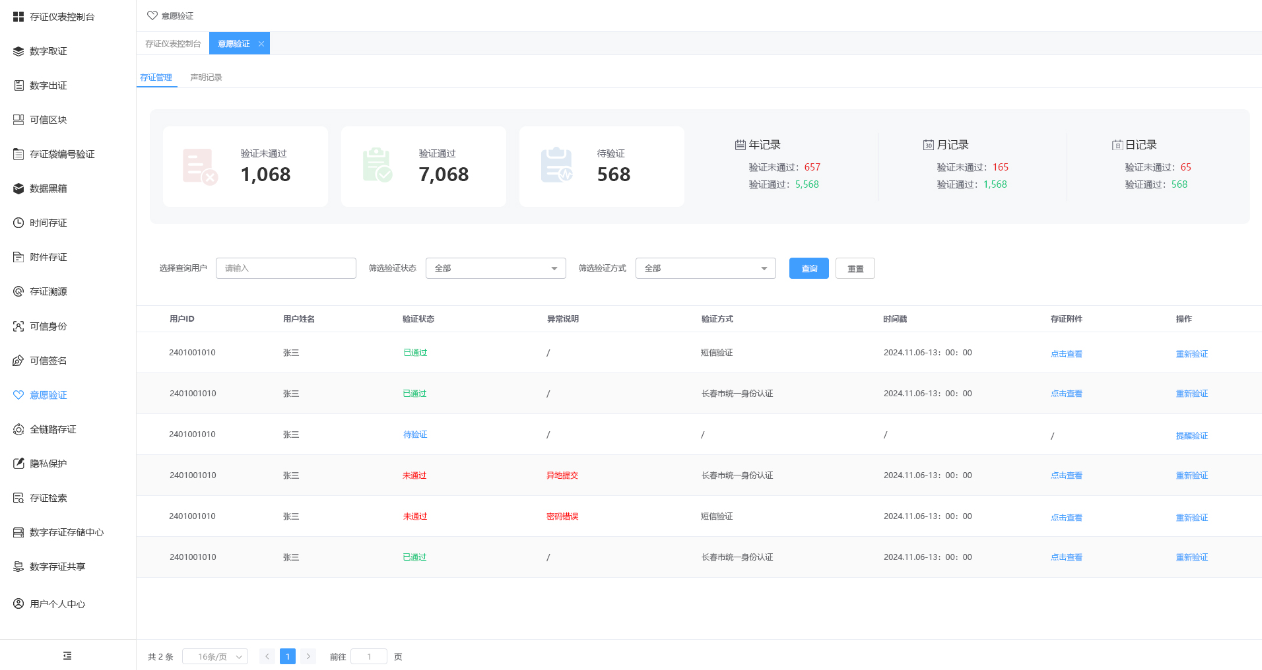 存证仪表控制台
数字取证
数字出证
可信区块
存证袋编号验证
数据黑箱
时间存证
附件存证
存证溯源
可信身份
可信签名
意愿验证
全链路存证
隐私保护
存证检索
数字存证存储中心
数字存证共享
用户个人中心
意愿验证
存证仪表控制台 意愿验证 ×
存证管理 声明记录
验证未通过
1,068
验证通过
7,068
待验证
568
年记录
验证未通过：657
验证通过：5,568
月记录
验证未通过：165
验证通过：1,568
日记录
验证未通过：65
验证通过：568
选择查询用户 请输入 筛选验证状态 全部 筛选验证方式 全部 查询 重置
用户ID 用户姓名 验证状态 异常说明 验证方式 时间戳 存证附件 操作
2401001010 张三 已通过 / 短信验证 2024.11.06-13：00：00 点击查看 重新验证
2401001010 张三 已通过 / 长春市统一身份认证 2024.11.06-13：00：00 点击查看 重新验证
2401001010 张三 待验证 / / / / 提醒验证
2401001010 张三 未通过 异地提交 长春市统一身份认证 2024.11.06-13：00：00 点击查看 重新验证
2401001010 张三 未通过 密码错误 短信验证 2024.11.06-13：00：00 点击查看 重新验证
2401001010 张三 已通过 / 长春市统一身份认证 2024.11.06-13：00：00 点击查看 重新验证
共 2 条 16条/页 < 1 > 前往 1 页